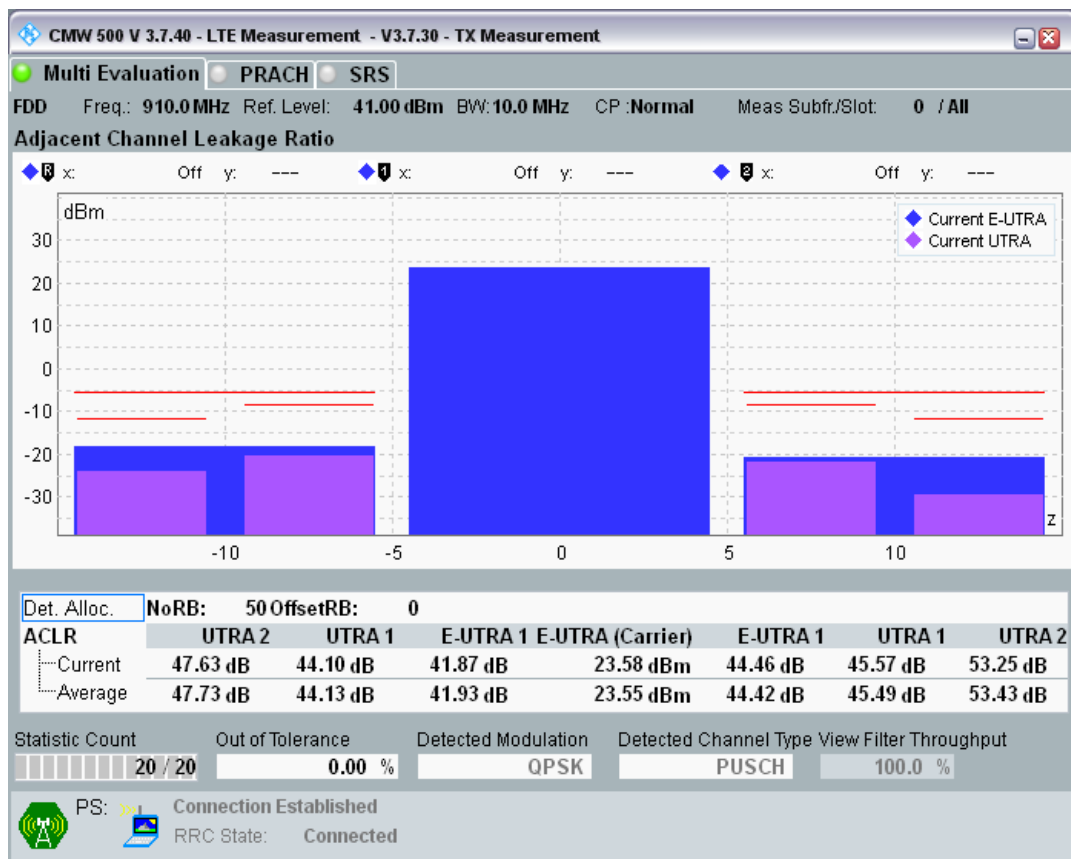 CMW 500 V 3.7.40 - LTE Measurement - V3.7.30 - TX Measurement
Multi Evaluation PRACH SRS
FDD Freq.: 910.0 MHz Ref. Level: 41.00 dBm BW: 10.0 MHz CP :Normal Meas Subfr./Slot: 0 / All
Adjacent Channel Leakage Ratio
R x: Off y: --- 1 x: Off y: --- 2 x: Off y: ---
dBm
Current E-UTRA
Current UTRA
30
20
10
0
-10
-20
-30
z
-10 -5 0 5 10
Det. Alloc. NoRB: 50 OffsetRB: 0
ACLR UTRA 2 UTRA 1 E-UTRA 1 E-UTRA (Carrier) E-UTRA 1 UTRA 1 UTRA 2
Current 47.63 dB 44.10 dB 41.87 dB 23.58 dBm 44.46 dB 45.57 dB 53.25 dB
Average 47.73 dB 44.13 dB 41.93 dB 23.55 dBm 44.42 dB 45.49 dB 53.43 dB
Statistic Count Out of Tolerance Detected Modulation Detected Channel Type View Filter Throughput
20 / 20 0.00 % QPSK PUSCH 100.0 %
PS: Connection Established
RRC State: Connected